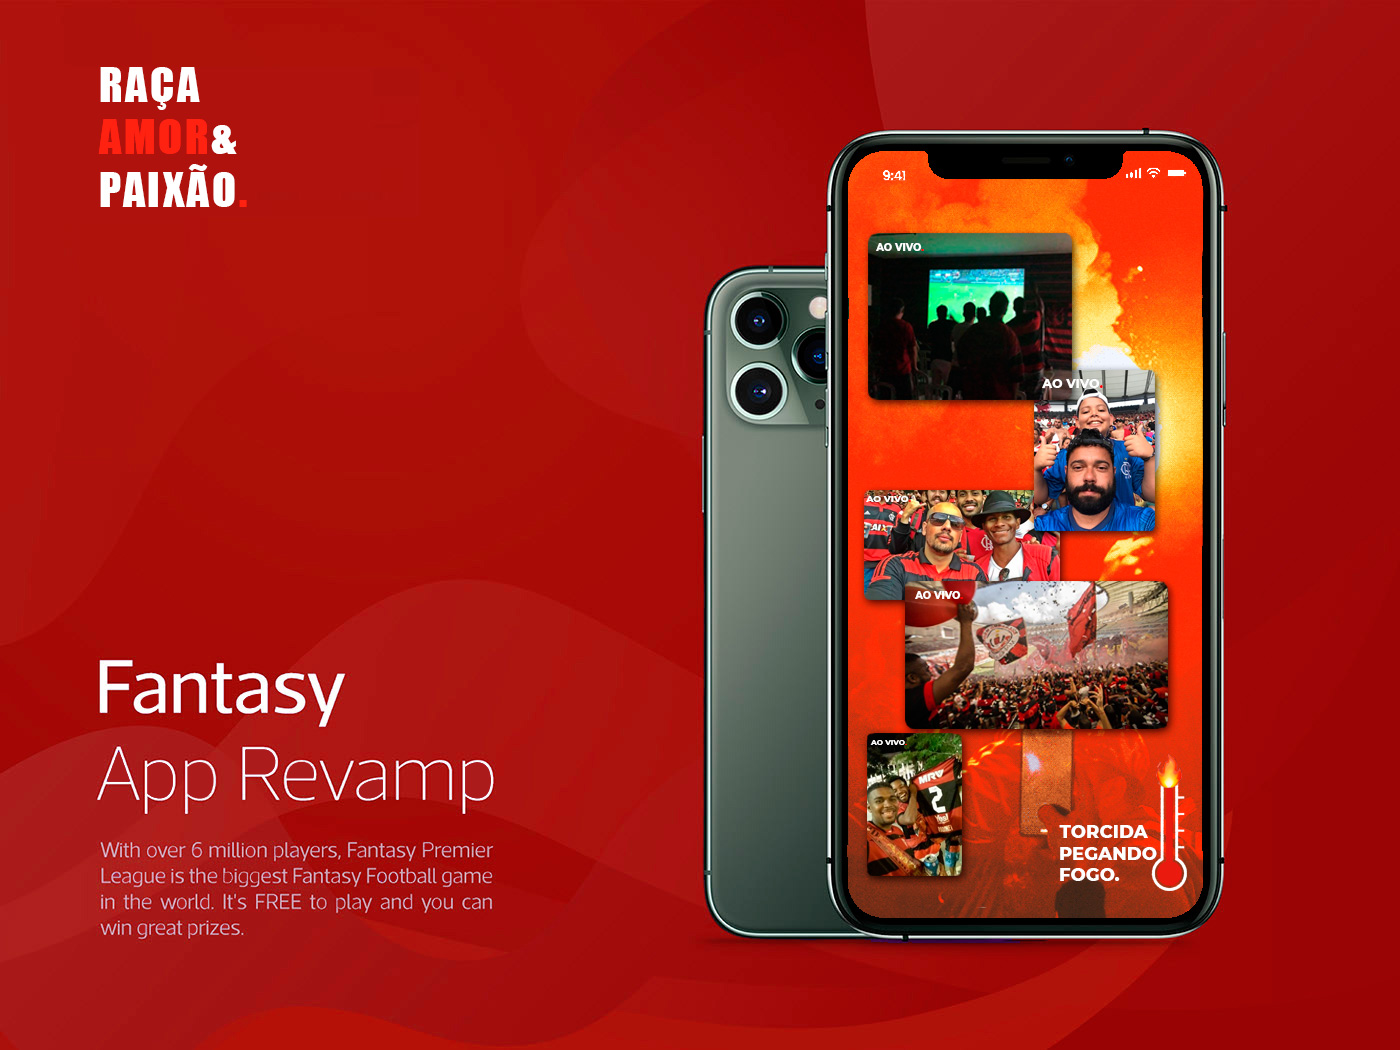 RAÇA
AMOR&
PAIXÃO.
9:41
AO VIVO
AO VIVO.
AO VIVO
AO VIVO
AO VIVO
MRV
2
TORCIDA
PEGANDO
FOGO.
Fantasy
App Revamp
With over 6 million players, Fantasy Premier
League is the biggest Fantasy Football game
in the world. It's FREE to play and you can
win great prizes.